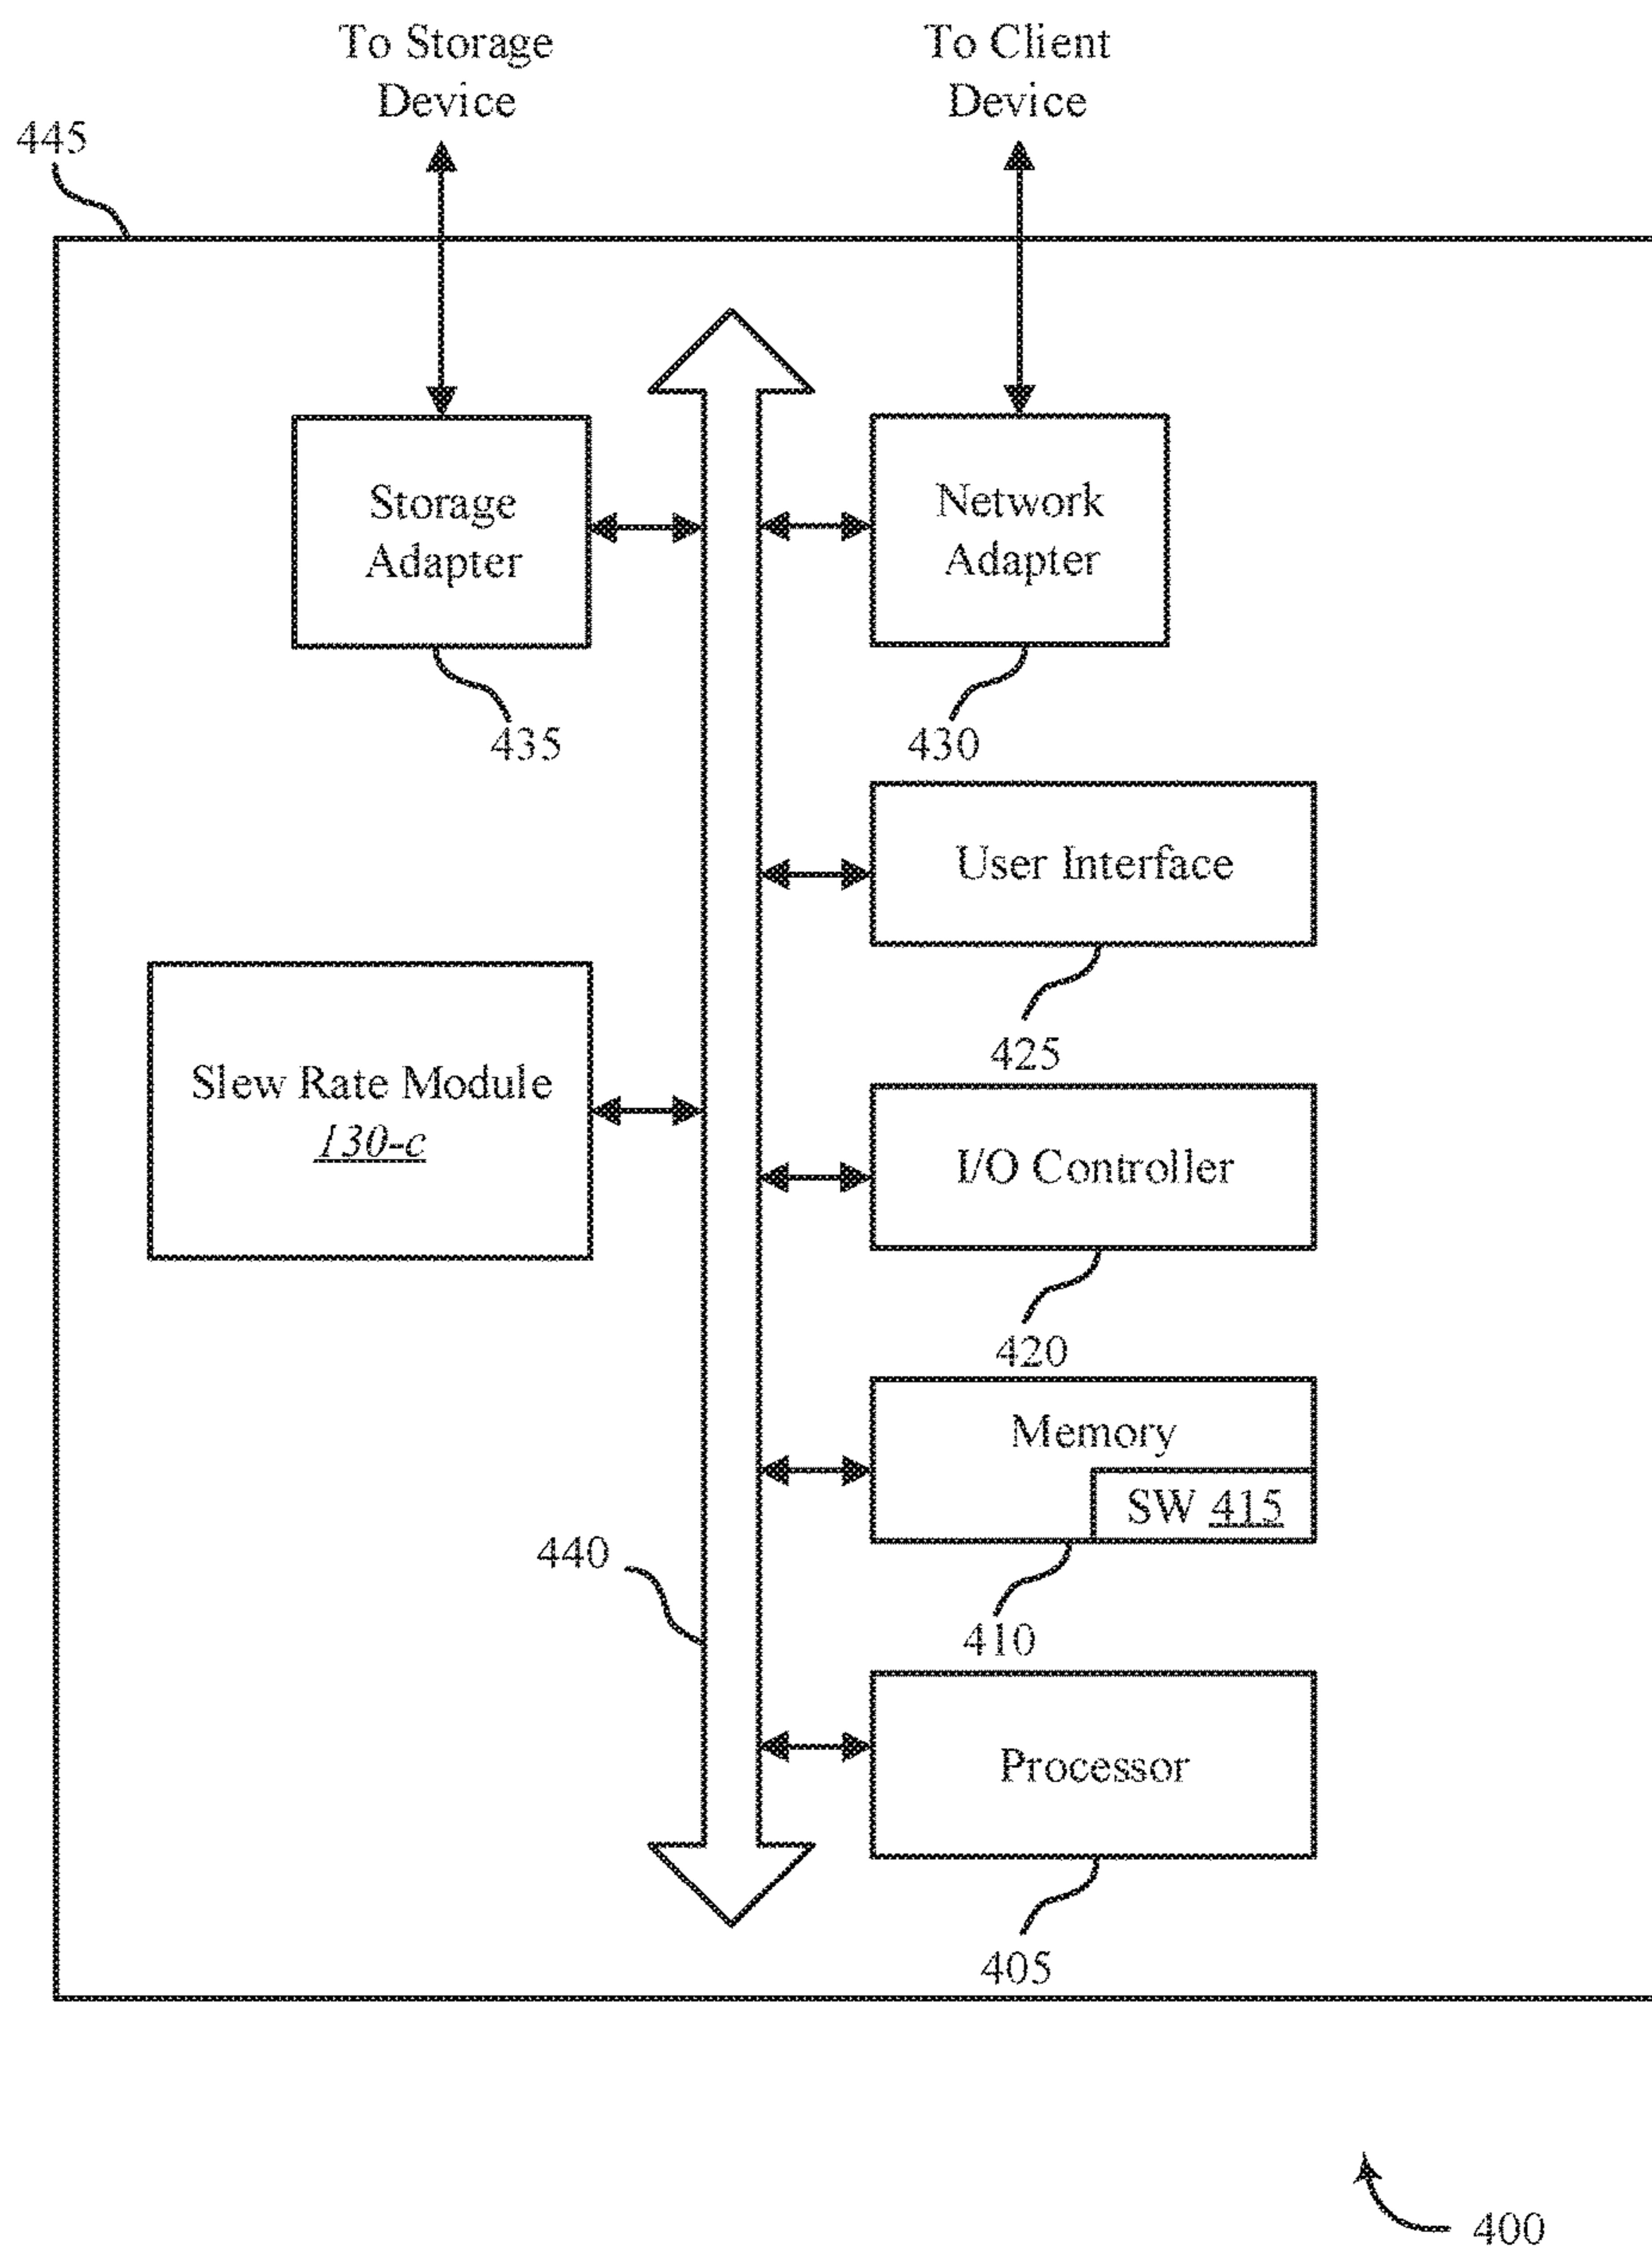 To Storage
Device
To Client
Device
445
Storage
Adapter
Network
Adapter
435
430
User Interface
425
Slew Rate Module
130-c
I/O Controller
420
Memory
SW 415
440
410
Processor
405
400